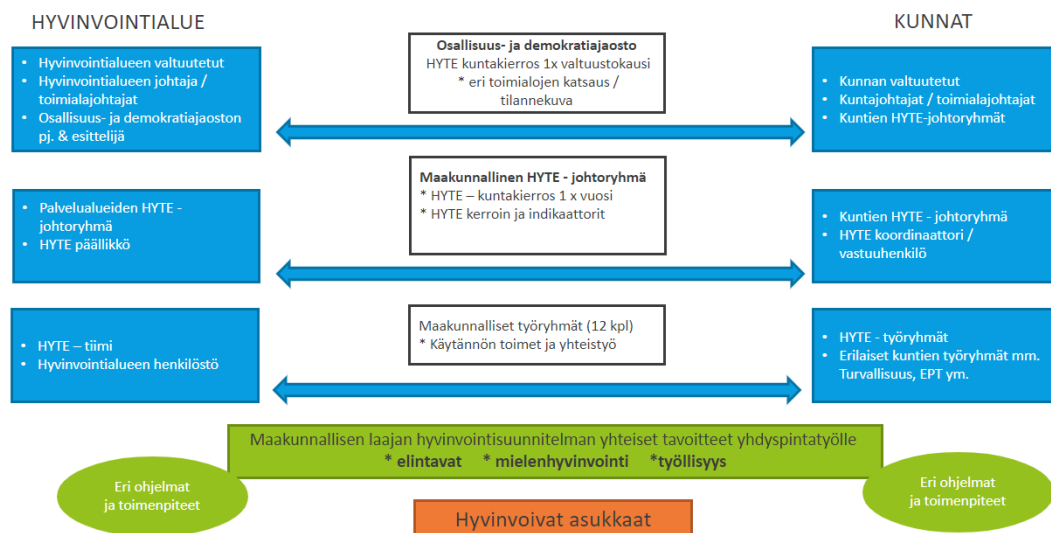 HYVINVOINTIALUE
KUNNAT
• Hyvinvointialueen valtuutetut
• Hyvinvointialueen johtaja /
toimialajohtajat
• Osallisuus- ja demokratiajaoston
pj. & esittelijä
Osallisuus- ja demokratiajaosto
HYTE kuntakierros 1x valtuustokausi
* eri toimialojen katsaus /
tilannekuva
• Kunnan valtuutetut
• Kuntajohtajat / toimialajohtajat
• Kuntien HYTE-johtoryhmät
• Palvelualueiden HYTE -
johtoryhmä
• HYTE päällikkö
Maakunnallinen HYTE - johtoryhmä
* HYTE – kuntakierros 1 x vuosi
* HYTE kerroin ja indikaattorit
• Kuntien HYTE - johtoryhmä
• HYTE koordinaattori /
vastuuhenkilö
• HYTE – tiimi
• Hyvinvointialueen henkilöstö
Maakunnalliset työryhmät (12 kpl)
* Käytännön toimet ja yhteistyö
• HYTE - työryhmät
• Erilaiset kuntien työryhmät mm.
Turvallisuus, EPT ym.
Maakunnallisen laajan hyvinvointisuunnitelman yhteiset tavoitteet yhdyspintatyölle
* elintavat * mielenhyvinvointi *työllisyys
Eri ohjelmat
ja toimenpiteet
Eri ohjelmat
ja toimenpiteet
Hyvinvoivat asukkaat